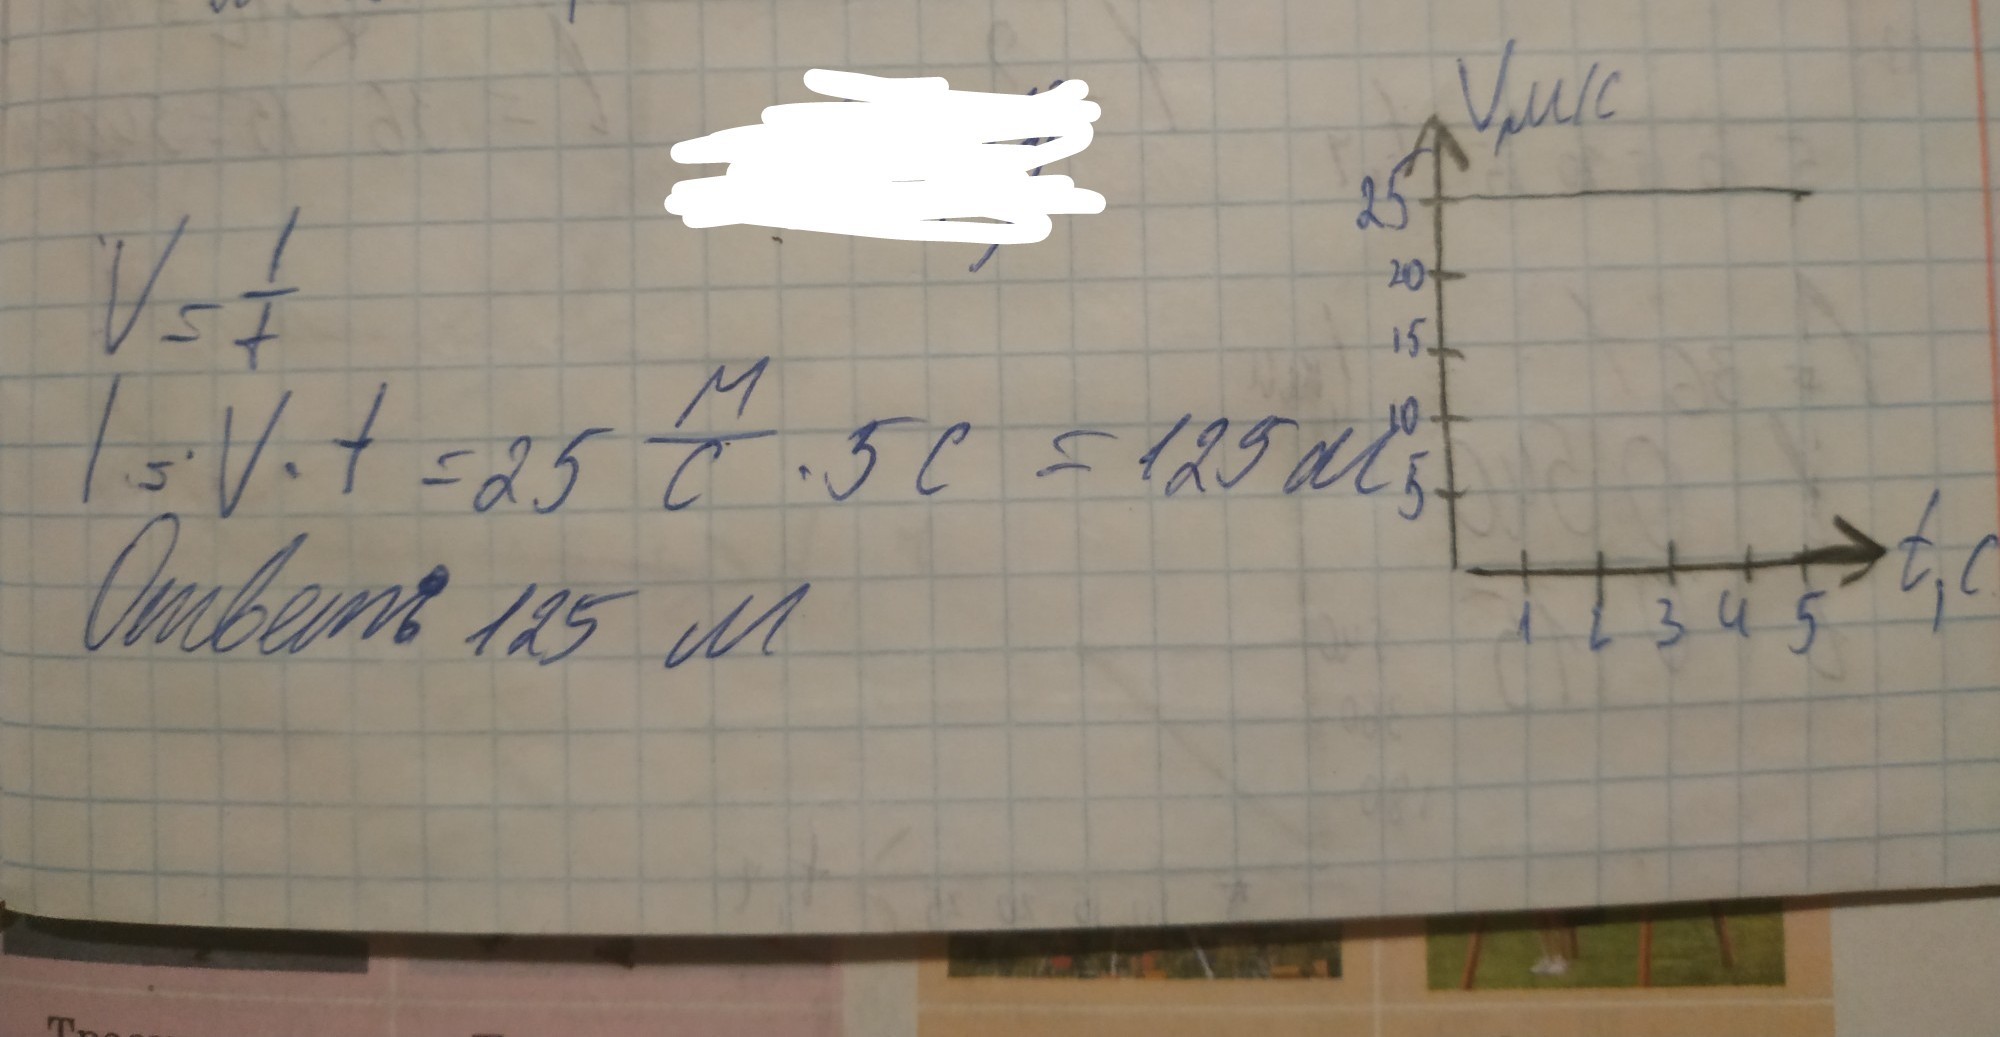 V = l/t
l = V · t = 25 м/с · 5 с = 125 м
Ответ: 125 м
V, м/с
25
20
15
10
5
1 2 3 4 5
t, с